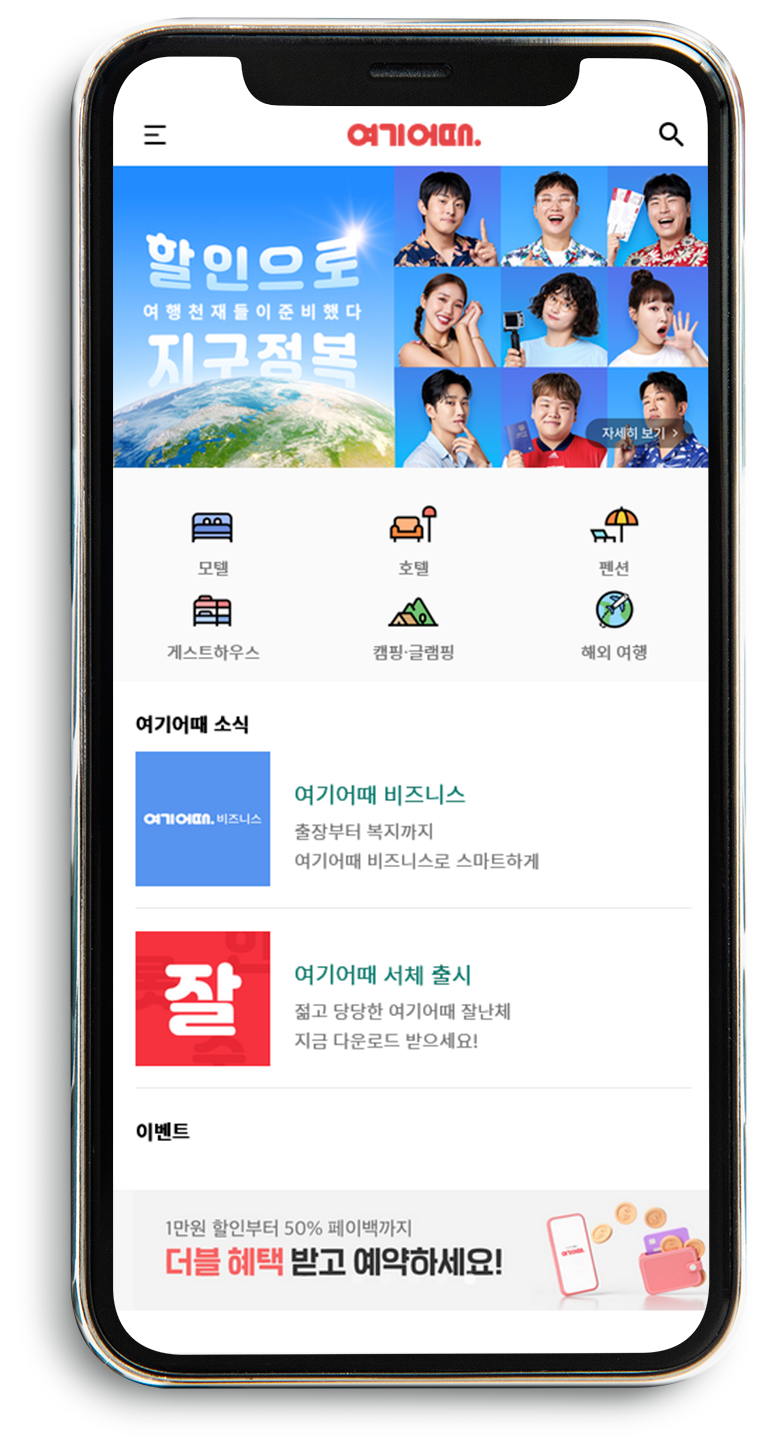 여기어때.
할인으로
여행천재들이준비했다
지구정복
자세히 보기
모텔
호텔
펜션
게스트하우스
캠핑·글램핑
해외 여행
여기어때 소식
여기어때. 비즈니스
여기어때 비즈니스
출장부터 복지까지
여기어때 비즈니스로 스마트하게
잘
여기어때 서체 출시
젊고 당당한 여기어때 잘난체
지금 다운로드 받으세요!
이벤트
1만원 할인부터 50% 페이백까지
더블 혜택 받고 예약하세요!
여기어때.